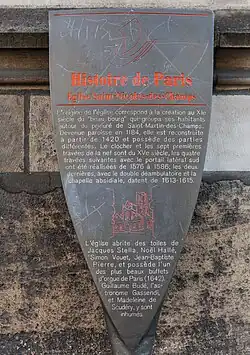 Histoire de Paris
Église Saint-Nicolas-des-Champs
L'origine de l'église correspond à la création au XIe
siècle du "beau bourg" qui groupa ses habitants
autour du prieuré de Saint-Martin-des-Champs.
Devenue paroisse en 1184, elle est reconstruite
à partir de 1420 et possède des parties
différentes. Le clocher et les sept premières
travées de la nef sont du XVe siècle; les quatre
travées suivantes avec le portail latéral sud
ont été réalisées de 1576 à 1586; les deux
dernières, avec le double déambulatoire et la
chapelle absidiale, datent de 1613-1615.
L'église abrite des toiles de
Jacques Stella, Noël Hallé,
Simon Vouet, Jean-Baptiste
Pierre, et possède l'un
des plus beaux buffets
d'orgue de Paris (1642).
Guillaume Budé, l'as-
tronome Gassendi,
et Madeleine de
Scudéry, y sont
inhumés.